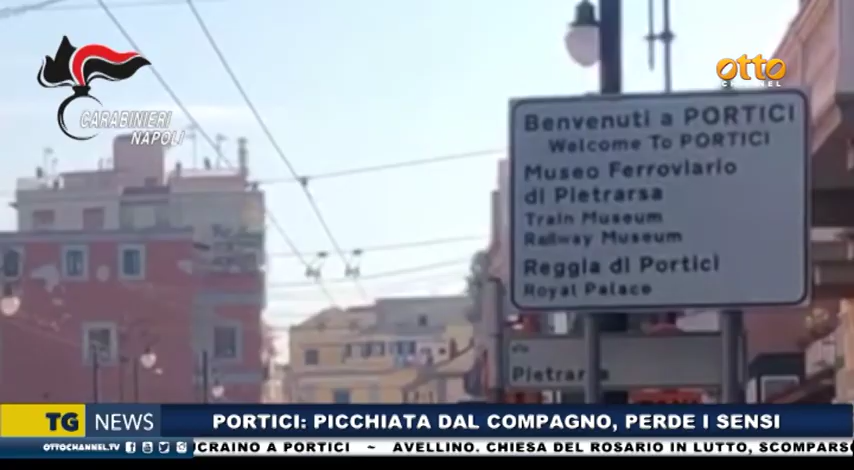 CARABINIERI
NAPOLI
otto
CHANNEL
Benvenuti a PORTICI
Welcome To PORTICI
Museo Ferroviario
di Pietrarsa
Train Museum
Railway Museum
Reggia di Portici
Royal Palace
Pietrarsa
TG NEWS
PORTICI: PICCHIATA DAL COMPAGNO, PERDE I SENSI
OTTOCHANNEL.TV
UCRAINO A PORTICI ~ AVELLINO. CHIESA DEL ROSARIO IN LUTTO, SCOMPARS